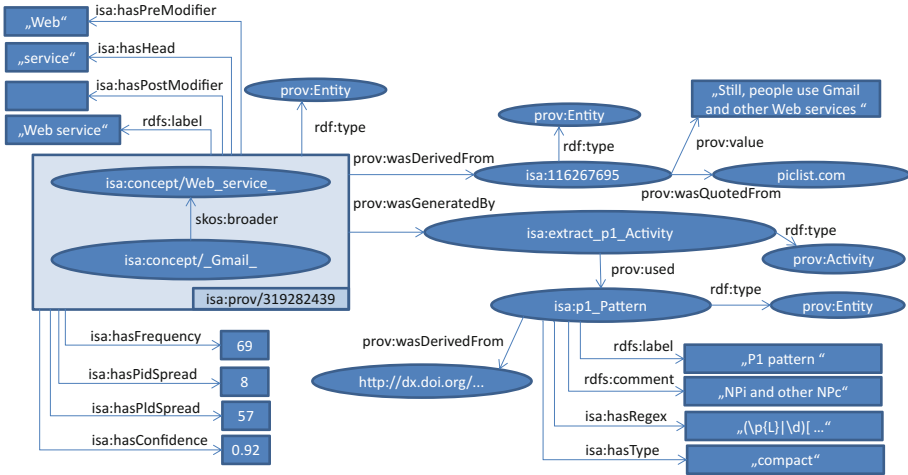 isa:hasPreModifier
„Web“
isa:hasHead
„service“
isa:hasPostModifier
rdfs:label
„Web service“
prov:Entity
rdf:type
prov:wasDerivedFrom
prov:Entity
rdf:type
isa:116267695
„Still, people use Gmail
and other Web services “
prov:value
piclist.com
prov:wasQuotedFrom
isa:concept/Web_service_
skos:broader
isa:concept/_Gmail_
isa:prov/319282439
prov:wasGeneratedBy
isa:extract_p1_Activity
rdf:type
prov:Activity
prov:used
isa:p1_Pattern
rdf:type
prov:Entity
prov:wasDerivedFrom
http://dx.doi.org/...
rdfs:label
„P1 pattern “
rdfs:comment
„NPi and other NPc“
isa:hasRegex
„(\p{L}|\d)[ ...“
isa:hasType
„compact“
isa:hasFrequency
69
isa:hasPidSpread
8
isa:hasPldSpread
57
isa:hasConfidence
0.92